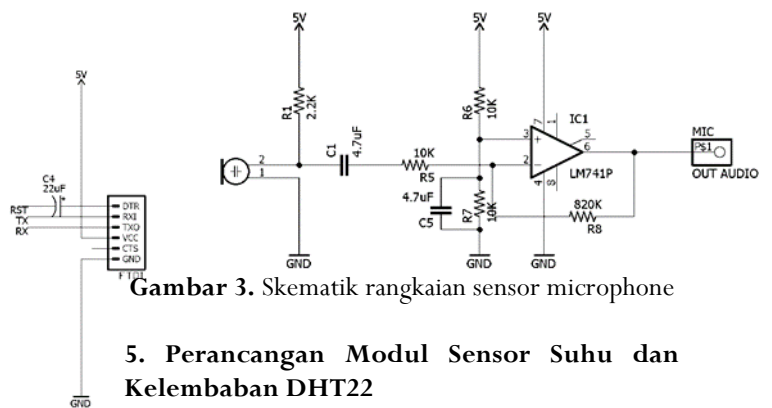 5V
C4
22uF
+
RST
TX
RX
DTR
RXI
TXO
VCC
CTS
GND
FTDI
GND
5V
R1
2.2K
2
1
C1
4.7uF
GND
10K
R5
5V
R6
10K
4.7uF
C5
R7
10K
GND
5V
7
1
IC1
5
3
+
6
2
-
LM741P
4
8
820K
R8
GND
MIC
P$1
OUT AUDIO
Gambar 3. Skematik rangkaian sensor microphone
5. Perancangan Modul Sensor Suhu dan
Kelembaban DHT22